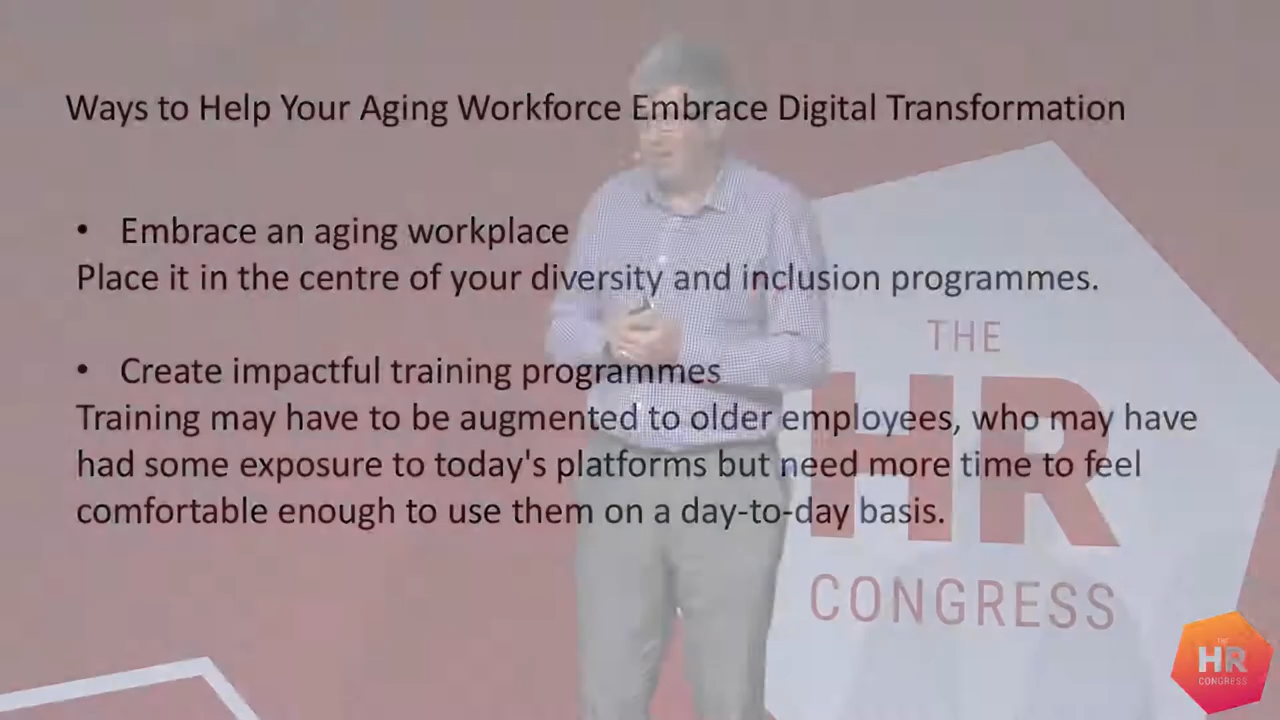 Ways to Help Your Aging Workforce Embrace Digital Transformation
• Embrace an aging workplace
Place it in the centre of your diversity and inclusion programmes.
• Create impactful training programmes
Training may have to be augmented to older employees, who may have
had some exposure to today's platforms but need more time to feel
comfortable enough to use them on a day-to-day basis.
THE
HR
CONGRESS
THE
HR
CONGRESS